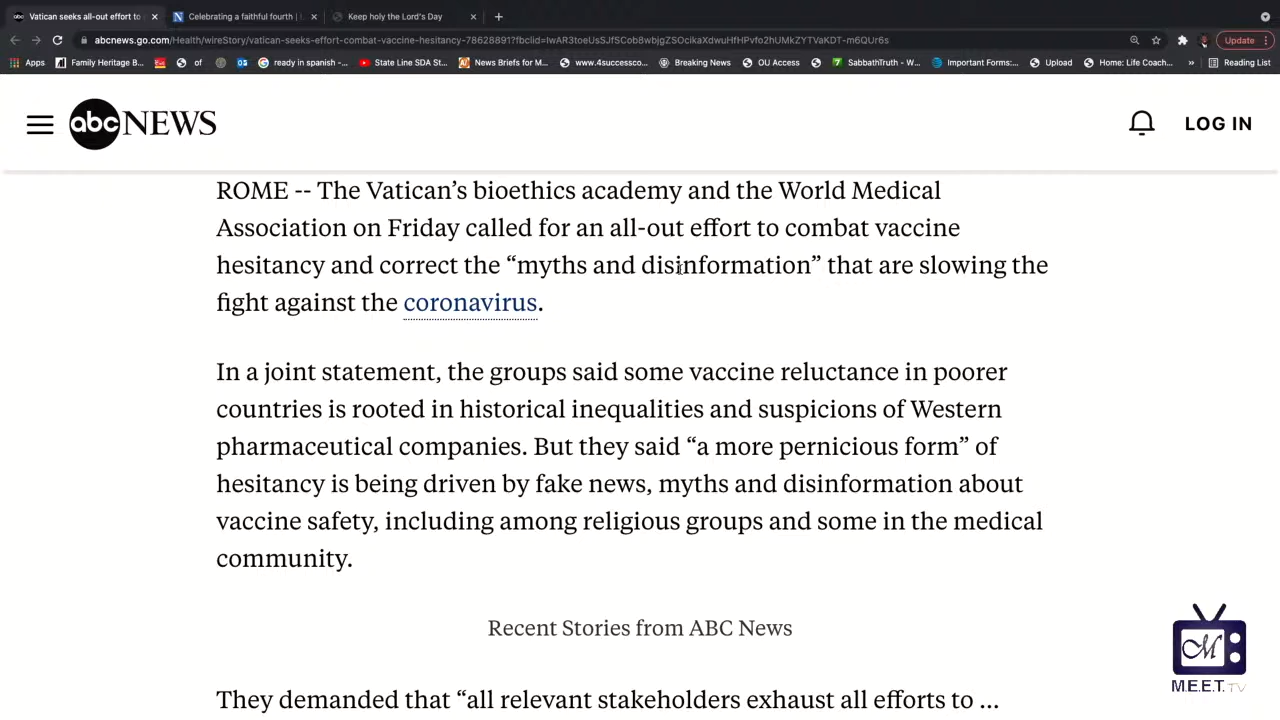 Vatican seeks all-out effort to
Celebrating a faithful fourth |
Keep holy the Lord's Day
abcnews.go.com/Health/wireStory/vatican-seeks-effort-combat-vaccine-hesitancy-78628891?fbclid=IwAR3toeUsSJfSCob8wbjgZSOcikaXdwuHfHPvfo2hUMkZYTVaKDT-m6QUr6s
Update
Apps Family Heritage B... of ready in spanish -... State Line SDA St... News Briefs for M... www.4successco... Breaking News OU Access SabbathTruth - W... Important Forms:... Upload Home: Life Coach... » Reading List
abc NEWS
LOG IN
ROME -- The Vatican’s bioethics academy and the World Medical
Association on Friday called for an all-out effort to combat vaccine
hesitancy and correct the “myths and disinformation” that are slowing the
fight against the coronavirus.
In a joint statement, the groups said some vaccine reluctance in poorer
countries is rooted in historical inequalities and suspicions of Western
pharmaceutical companies. But they said “a more pernicious form” of
hesitancy is being driven by fake news, myths and disinformation about
vaccine safety, including among religious groups and some in the medical
community.
Recent Stories from ABC News
They demanded that “all relevant stakeholders exhaust all efforts to ...
M
M.E.E.T.TV